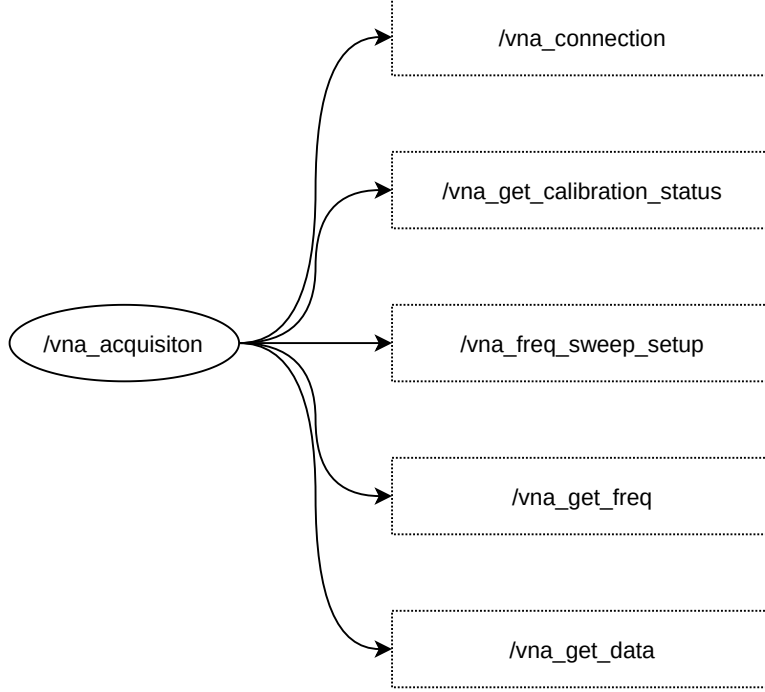 /vna_connection
/vna_get_calibration_status
/vna_acquisiton
/vna_freq_sweep_setup
/vna_get_freq
/vna_get_data